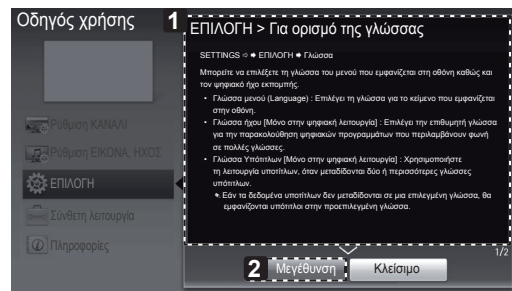 Οδηγός χρήσης
1
ΕΠΙΛΟΓΗ > Για ορισμό της γλώσσας
SETTINGS ➾ ➧ ΕΠΙΛΟΓΗ ➧ Γλώσσα
Μπορείτε να επιλέξετε τη γλώσσα του μενού που εμφανίζεται στη οθόνη καθώς και
τον ψηφιακό ήχο εκπομπής.
• Γλώσσα μενού (Language) : Επιλέγει τη γλώσσα για το κείμενο που εμφανίζεται
στην οθόνη.
• Γλώσσα ήχου [Μόνο στην ψηφιακή λειτουργία] : Επιλέγει την επιθυμητή γλώσσα
για την παρακολούθηση ψηφιακών προγραμμάτων που περιλαμβάνουν φωνή
σε πολλές γλώσσες.
• Γλώσσα Υπότιτλων [Μόνο στην ψηφιακή λειτουργία] : Χρησιμοποιήστε
τη λειτουργία υποτίτλων, όταν μεταδίδονται δύο ή περισσότερες γλώσσες
υπότιτλων.
Εάν τα δεδομένα υποτίτλων δεν μεταδίδονται σε μια επιλεγμένη γλώσσα, θα
εμφανίζονται υπότιτλοι στην προεπιλεγμένη γλώσσα.
Ρύθμιση ΚΑΝΑΛΙ
Ρύθμιση ΕΙΚΟΝΑ, ΗΧΟΣ
ΕΠΙΛΟΓΗ
Σύνθετη λειτουργία
Πληροφορίες
1/2
2
Μεγέθυνση
Κλείσιμο